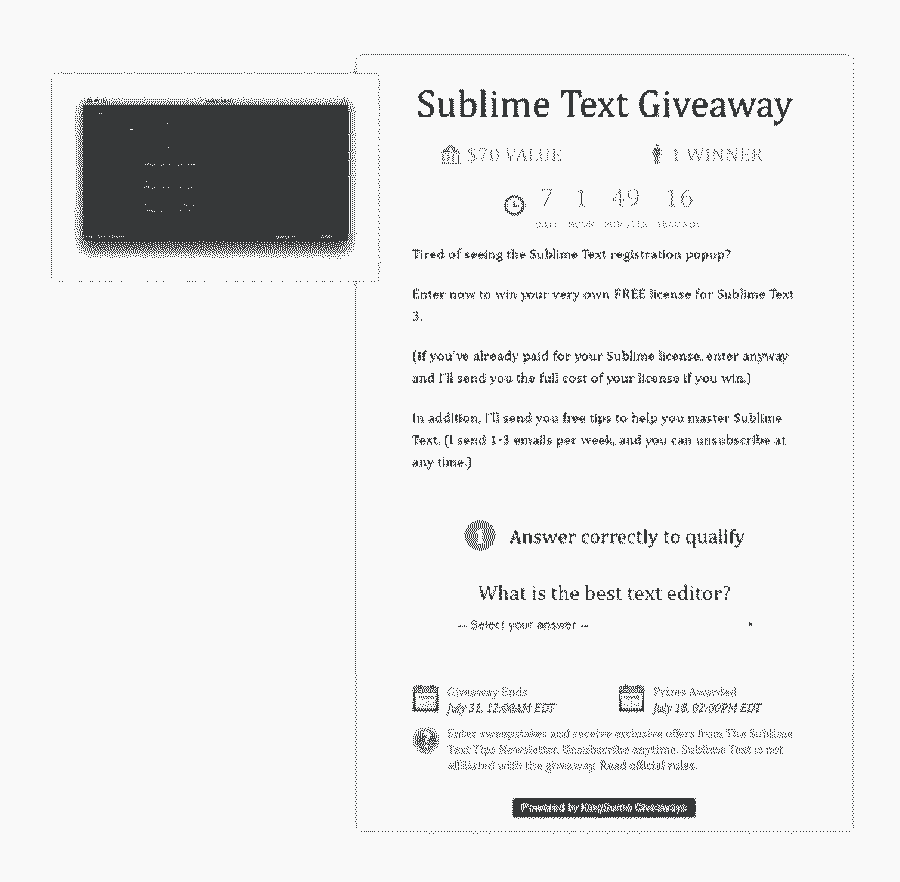 Sublime Text Giveaway
$70 VALUE
1 WINNER
7 1 49 16
Tired of seeing the Sublime Text registration popup?
Enter now to win your very own FREE license for Sublime Text
3.
(If you've already paid for your Sublime license, enter anyway
and I'll send you the full cost of your license if you win.)
In addition, I'll send you free tips to help you master Sublime
Text. (I send 1-3 emails per week, and you can unsubscribe at
any time.)
1 Answer correctly to qualify
What is the best text editor?
-- Select your answer --
Giveaway Ends
July 31, 12:00AM EDT
Prizes Awarded
July 18, 02:00PM EDT
Enter sweepstakes and receive exclusive offers from The Sublime
Text Tips Newsletter. Unsubscribe anytime. Sublime Text is not
affiliated with the giveaway. Read official rules.
Powered by KingSumo Giveaways